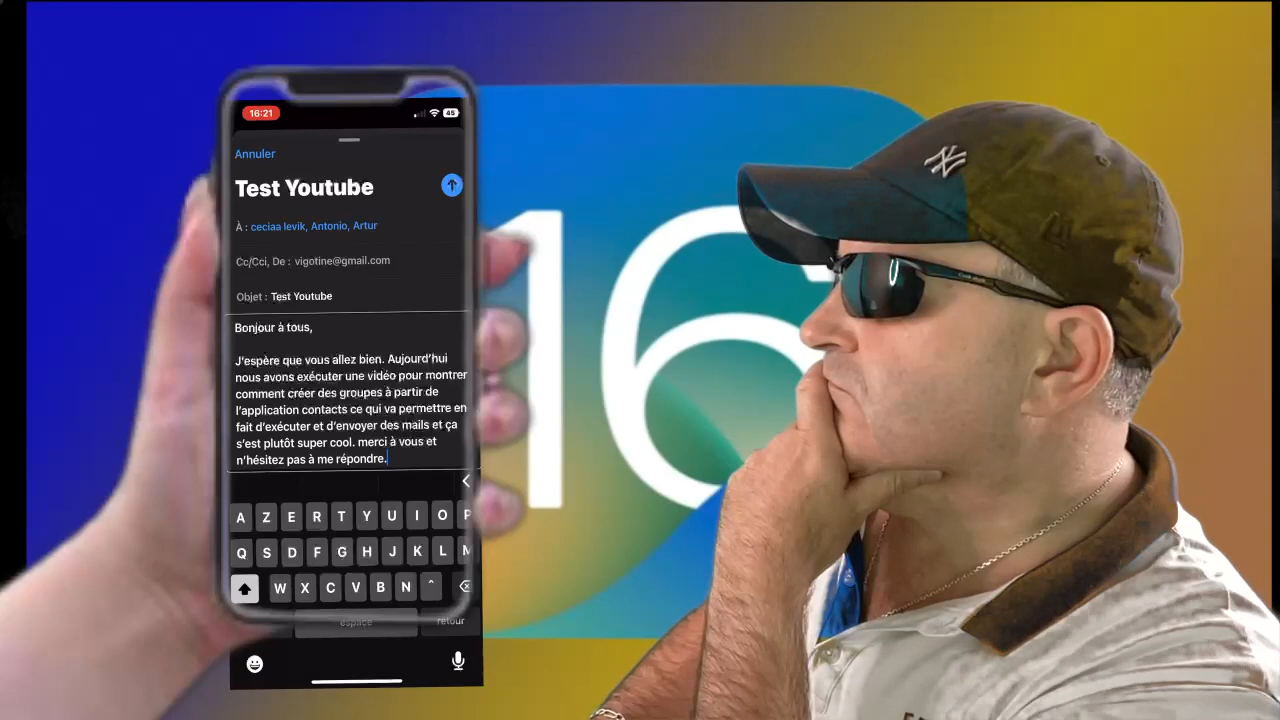 16:21
45
Annuler
Test Youtube
À : ceciaa levik, Antonio, Artur
Cc/Cci, De : vigotine@gmail.com
Objet : Test Youtube
Bonjour à tous,
J'espère que vous allez bien. Aujourd'hui
nous avons exécuter une vidéo pour montrer
comment créer des groupes à partir de
l'application contacts ce qui va permettre en
fait d'exécuter et d'envoyer des mails et ça
s'est plutôt super cool. merci à vous et
n'hésitez pas à me répondre.
A Z E R T Y U I O P
Q S D F G H J K L M
W X C V B N ^
espace
retour
16
NY